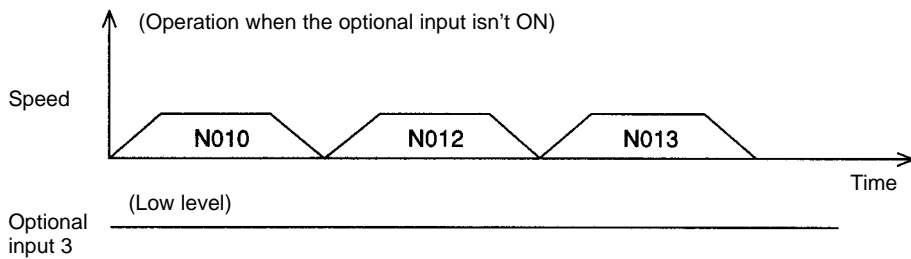 (Operation when the optional input isn't ON)
Speed
N010
N012
N013
Time
(Low level)
Optional
input 3